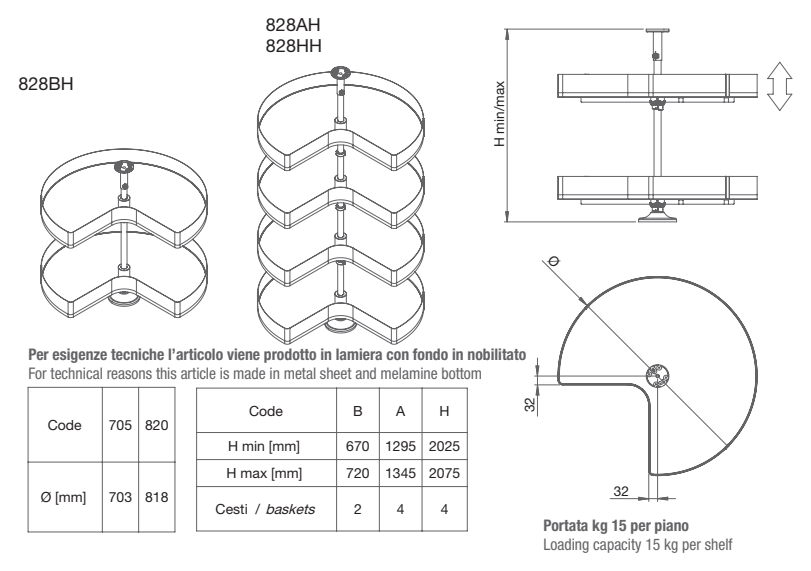 828AH
828HH
828BH
H min/max
Ø
32
32
Per esigenze tecniche l'articolo viene prodotto in lamiera con fondo in nobilitato
For technical reasons this article is made in metal sheet and melamine bottom
Code 705 820
Ø [mm] 703 818
Code B A H
H min [mm] 670 1295 2025
H max [mm] 720 1345 2075
Cesti / baskets 2 4 4
Portata kg 15 per piano
Loading capacity 15 kg per shelf